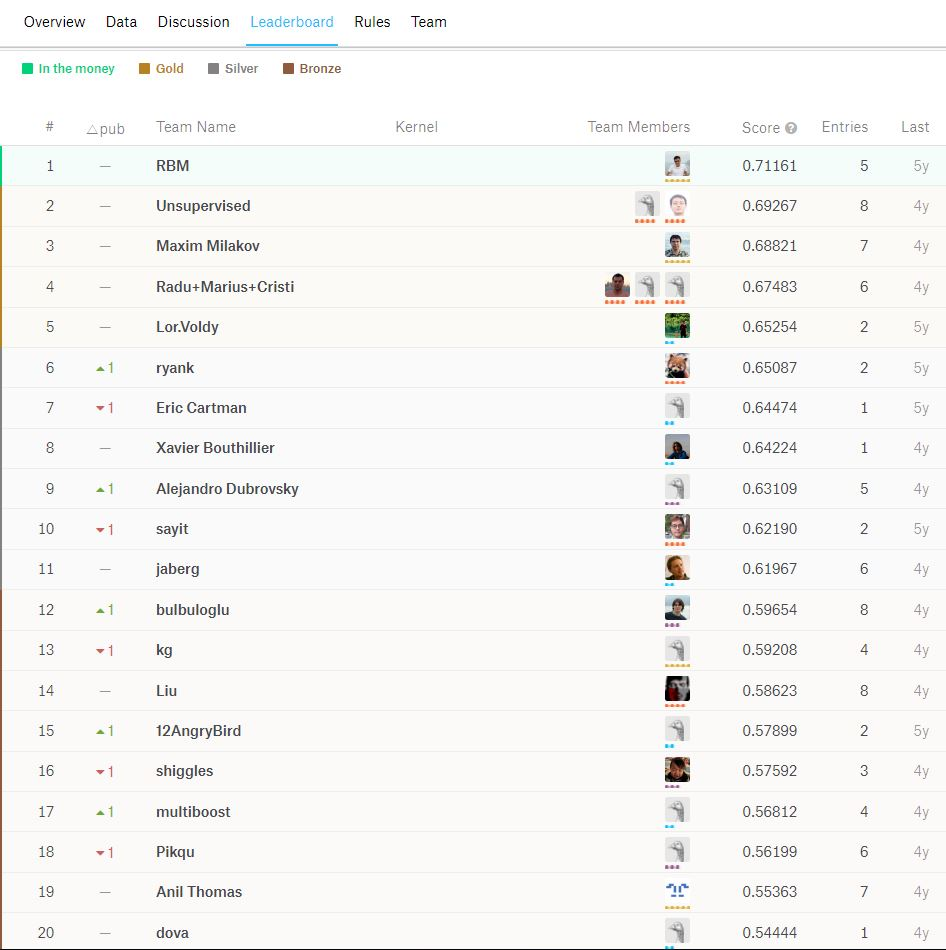 Overview Data Discussion Leaderboard Rules Team
In the money Gold Silver Bronze
# △pub Team Name Kernel Team Members Score ? Entries Last
1 — RBM 0.71161 5 5y
2 — Unsupervised 0.69267 8 4y
3 — Maxim Milakov 0.68821 7 4y
4 — Radu+Marius+Cristi 0.67483 6 4y
5 — Lor.Voldy 0.65254 2 5y
6 ▲1 ryank 0.65087 2 5y
7 ▼1 Eric Cartman 0.64474 1 5y
8 — Xavier Bouthillier 0.64224 1 4y
9 ▲1 Alejandro Dubrovsky 0.63109 5 4y
10 ▼1 sayit 0.62190 2 5y
11 — jaberg 0.61967 6 4y
12 ▲1 bulbuloglu 0.59654 8 4y
13 ▼1 kg 0.59208 4 4y
14 — Liu 0.58623 8 4y
15 ▲1 12AngryBird 0.57899 2 5y
16 ▼1 shiggles 0.57592 3 4y
17 ▲1 multiboost 0.56812 4 4y
18 ▼1 Pikqu 0.56199 6 4y
19 — Anil Thomas 0.55363 7 4y
20 — dova 0.54444 1 4y